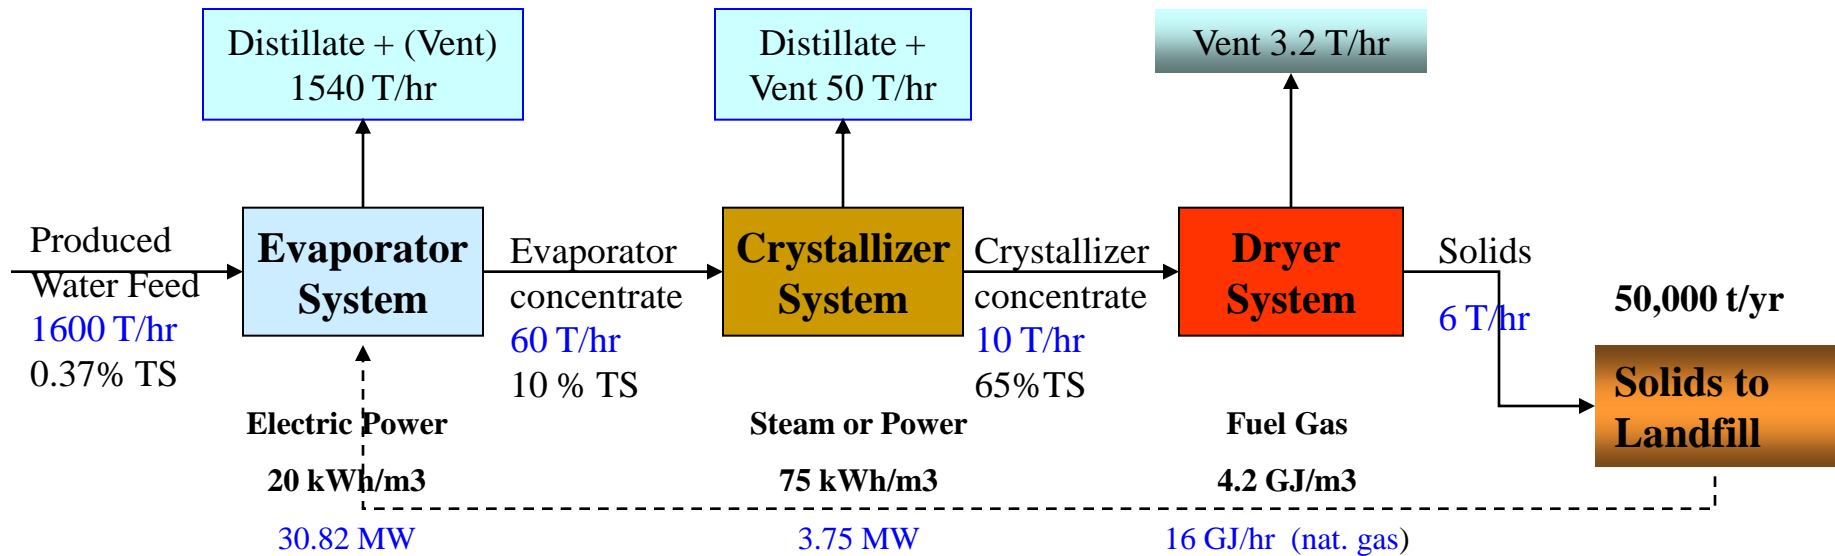 Distillate + (Vent)
1540 T/hr
Distillate +
Vent 50 T/hr
Vent 3.2 T/hr
Produced
Water Feed
1600 T/hr
0.37% TS
Evaporator
System
Evaporator
concentrate
60 T/hr
10 % TS
Crystallizer
System
Crystallizer
concentrate
10 T/hr
65%TS
Dryer
System
Solids
6 T/hr
50,000 t/yr
Solids to
Landfill
Electric Power
20 kWh/m3
30.82 MW
Steam or Power
75 kWh/m3
3.75 MW
Fuel Gas
4.2 GJ/m3
16 GJ/hr (nat. gas)